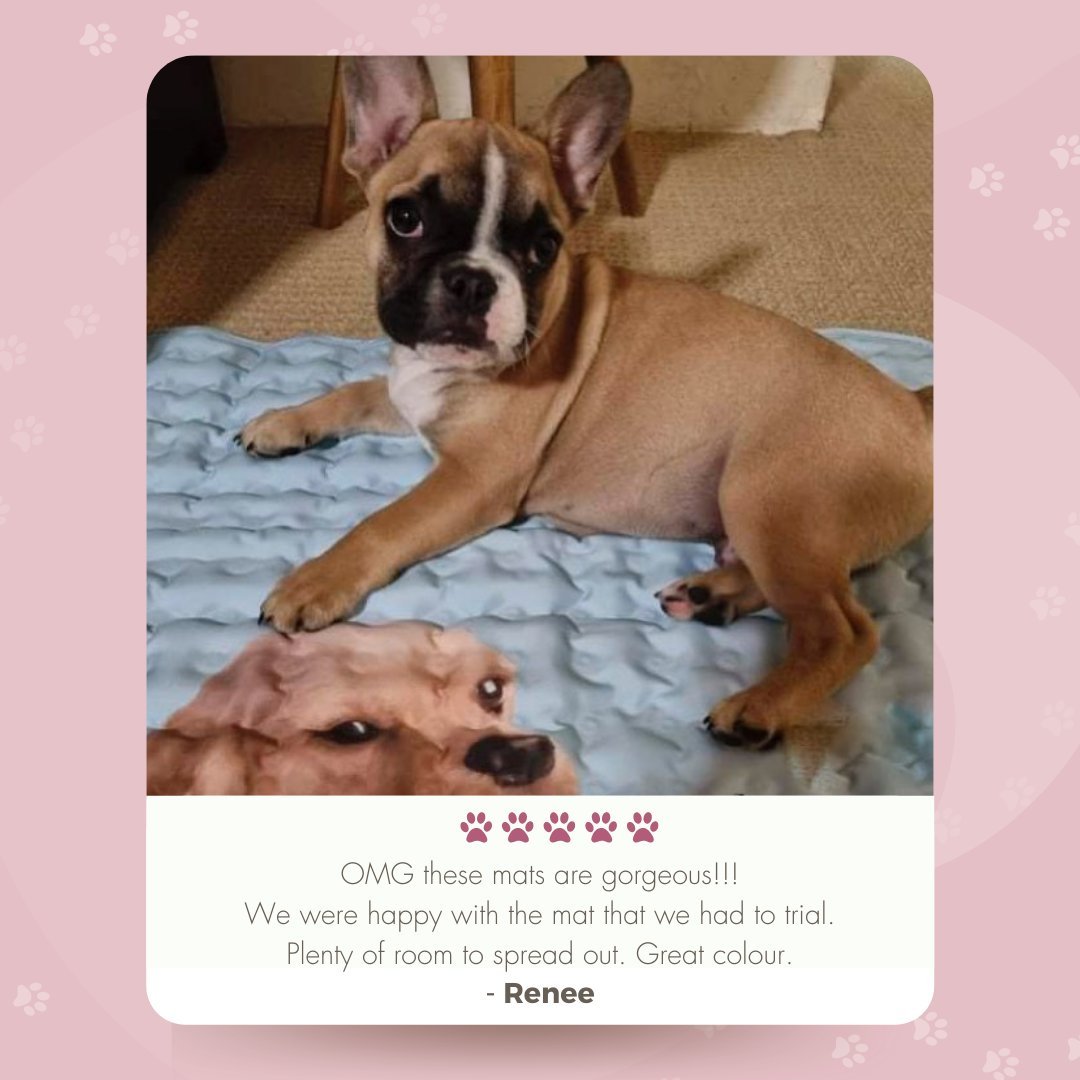 OMG these mats are gorgeous!!!
We were happy with the mat that we had to trial.
Plenty of room to spread out. Great colour.
- Renee